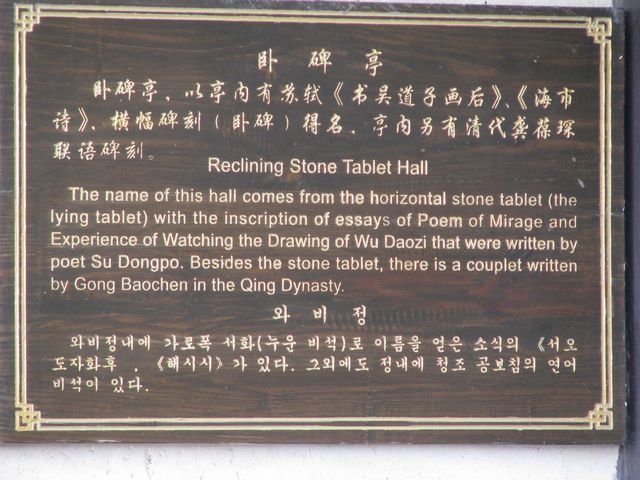 卧碑亭
卧碑亭，以亭内有苏轼《书吴道子画后》、《海市
诗》，横幅碑刻（卧碑）得名，亭内另有清代龚葆琛
联语碑刻。
Reclining Stone Tablet Hall
The name of this hall comes from the horizontal stone tablet (the
lying tablet) with the inscription of essays of Poem of Mirage and
Experience of Watching the Drawing of Wu Daozi that were written by
poet Su Dongpo. Besides the stone tablet, there is a couplet written
by Gong Baochen in the Qing Dynasty.
와 비 정
와비정내에 가로폭 서화(누운 비석)로 이름을 얻은 소식의 《서오
도자화후 , 《해시시》가 있다. 그외에도 정내에 청조 공보침의 연어
비석이 있다.